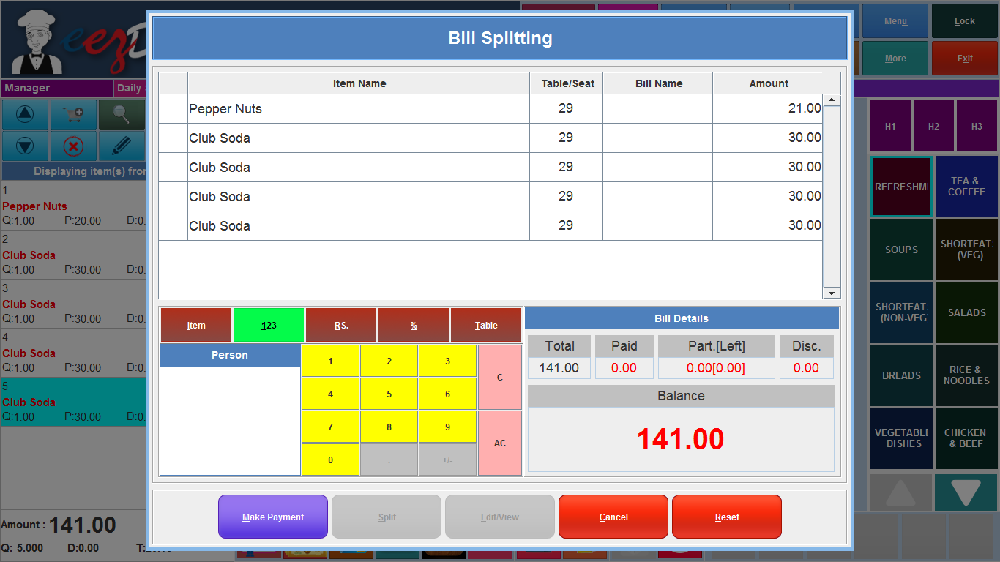 Menu
Lock
More
Exit
eez
Manager
Daily
Displaying item(s) from
1
Pepper Nuts
Q:1.00 P:20.00 D:0.
2
Club Soda
Q:1.00 P:30.00 D:0.
3
Club Soda
Q:1.00 P:30.00 D:0.
4
Club Soda
Q:1.00 P:30.00 D:0.
5
Club Soda
Q:1.00 P:30.00 D:0.
Amount : 141.00
Q: 5.000 D:0.00
Bill Splitting
Item Name Table/Seat Bill Name Amount
Pepper Nuts 29 21.00
Club Soda 29 30.00
Club Soda 29 30.00
Club Soda 29 30.00
Club Soda 29 30.00
Item 123 RS. % Table
Person
1 2 3 C
4 5 6
7 8 9 AC
0 . +/-
Bill Details
Total Paid Part.[Left] Disc.
141.00 0.00 0.00[0.00] 0.00
Balance
141.00
Make Payment Split Edit/View Cancel Reset
H1 H2 H3
REFRESHMI
TEA &
COFFEE
SOUPS
SHORTEATS
(VEG)
SHORTEATS
(NON-VEG)
SALADS
BREADS
RICE &
NOODLES
VEGETABLE
DISHES
CHICKEN
& BEEF